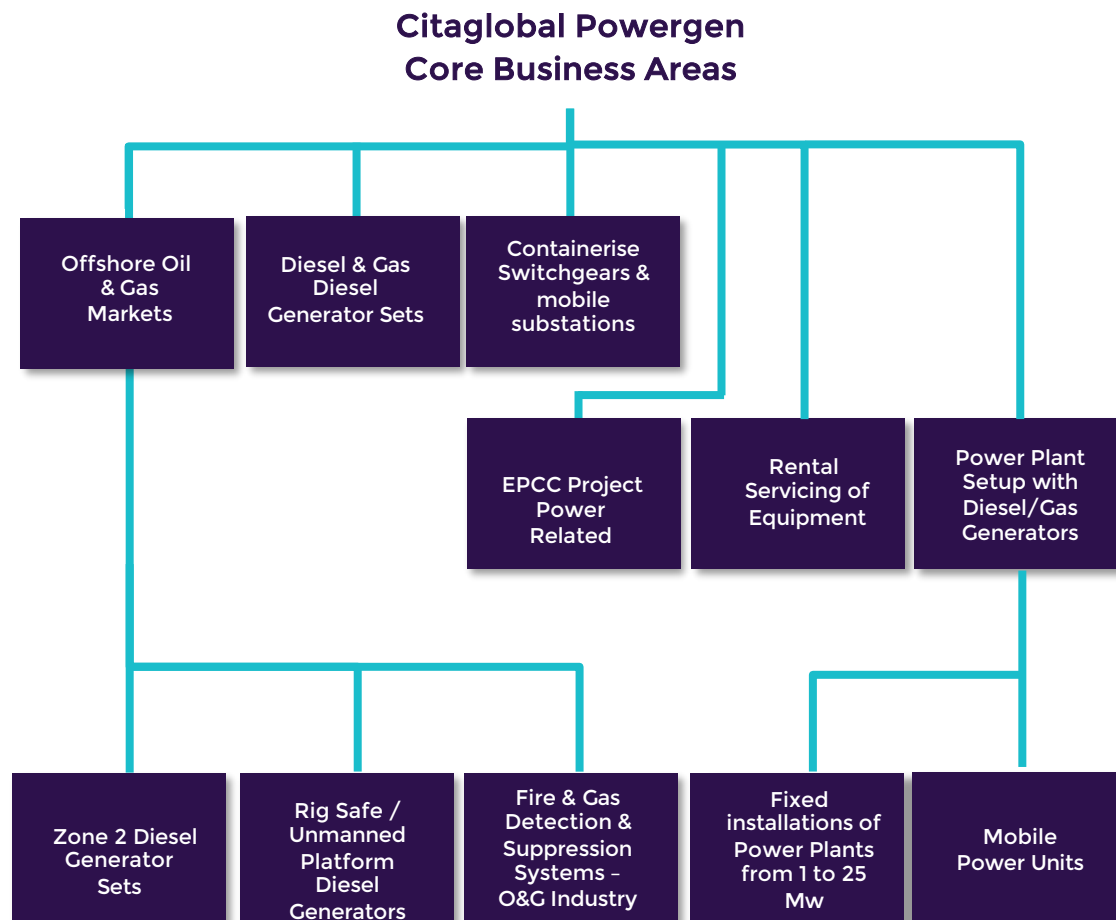 Citaglobal Powergen
Core Business Areas
Offshore Oil
& Gas
Markets
Diesel & Gas
Diesel
Generator Sets
Containerise
Switchgears &
mobile
substations
EPCC Project
Power
Related
Rental
Servicing of
Equipment
Power Plant
Setup with
Diesel/Gas
Generators
Zone 2 Diesel
Generator
Sets
Rig Safe /
Unmanned
Platform
Diesel
Generators
Fire & Gas
Detection &
Suppression
Systems –
O&G Industry
Fixed
installations of
Power Plants
from 1 to 25
Mw
Mobile
Power Units